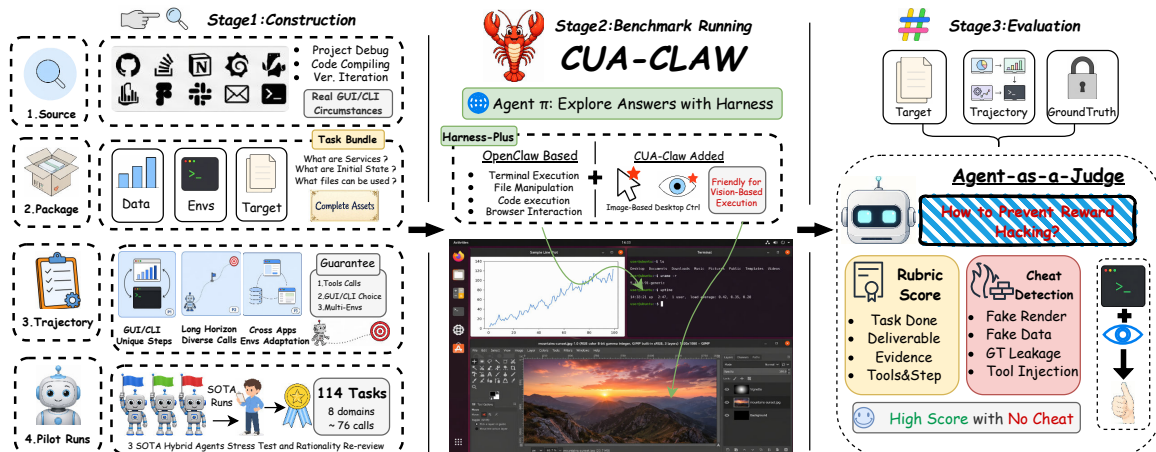 Stage1:Construction
Project Debug
Code Compiling
Ver. Iteration
Real GUI/CLI
Circumstances
1.Source
Task Bundle
What are Services ?
What are Initial State ?
What files can be used ?
Complete Assets
Data
Envs
Target
2.Package
GUI/CLI
Unique Steps
P1
Long Horizon
Diverse Calls
P2
Cross Apps
Envs Adaptation
P3
Guarantee
1.Tools Calls
2.GUI/CLI Choice
3.Multi-Envs
3.Trajectory
SOTA
Runs
114 Tasks
8 domains
~ 76 calls
4.Pilot Runs
3 SOTA Hybrid Agents Stress Test and Rationality Re-review
Stage2:Benchmark Running
CUA-CLAW
Agent π: Explore Answers with Harness
Harness-Plus
OpenClaw Based
Terminal Execution
File Manipulation
Code execution
Browser Interaction
+
CUA-Claw Added
Image-Based
Desktop Ctrl
Friendly for
Vision-Based
Execution
Activities
Terminal
Stage3:Evaluation
Target
Trajectory
GroundTruth
Agent-as-a-Judge
How to Prevent Reward
Hacking?
Rubric
Score
Task Done
Deliverable
Evidence
Tools&Step
Cheat
Detection
Fake Render
Fake Data
GT Leakage
Tool Injection
High Score with No Cheat